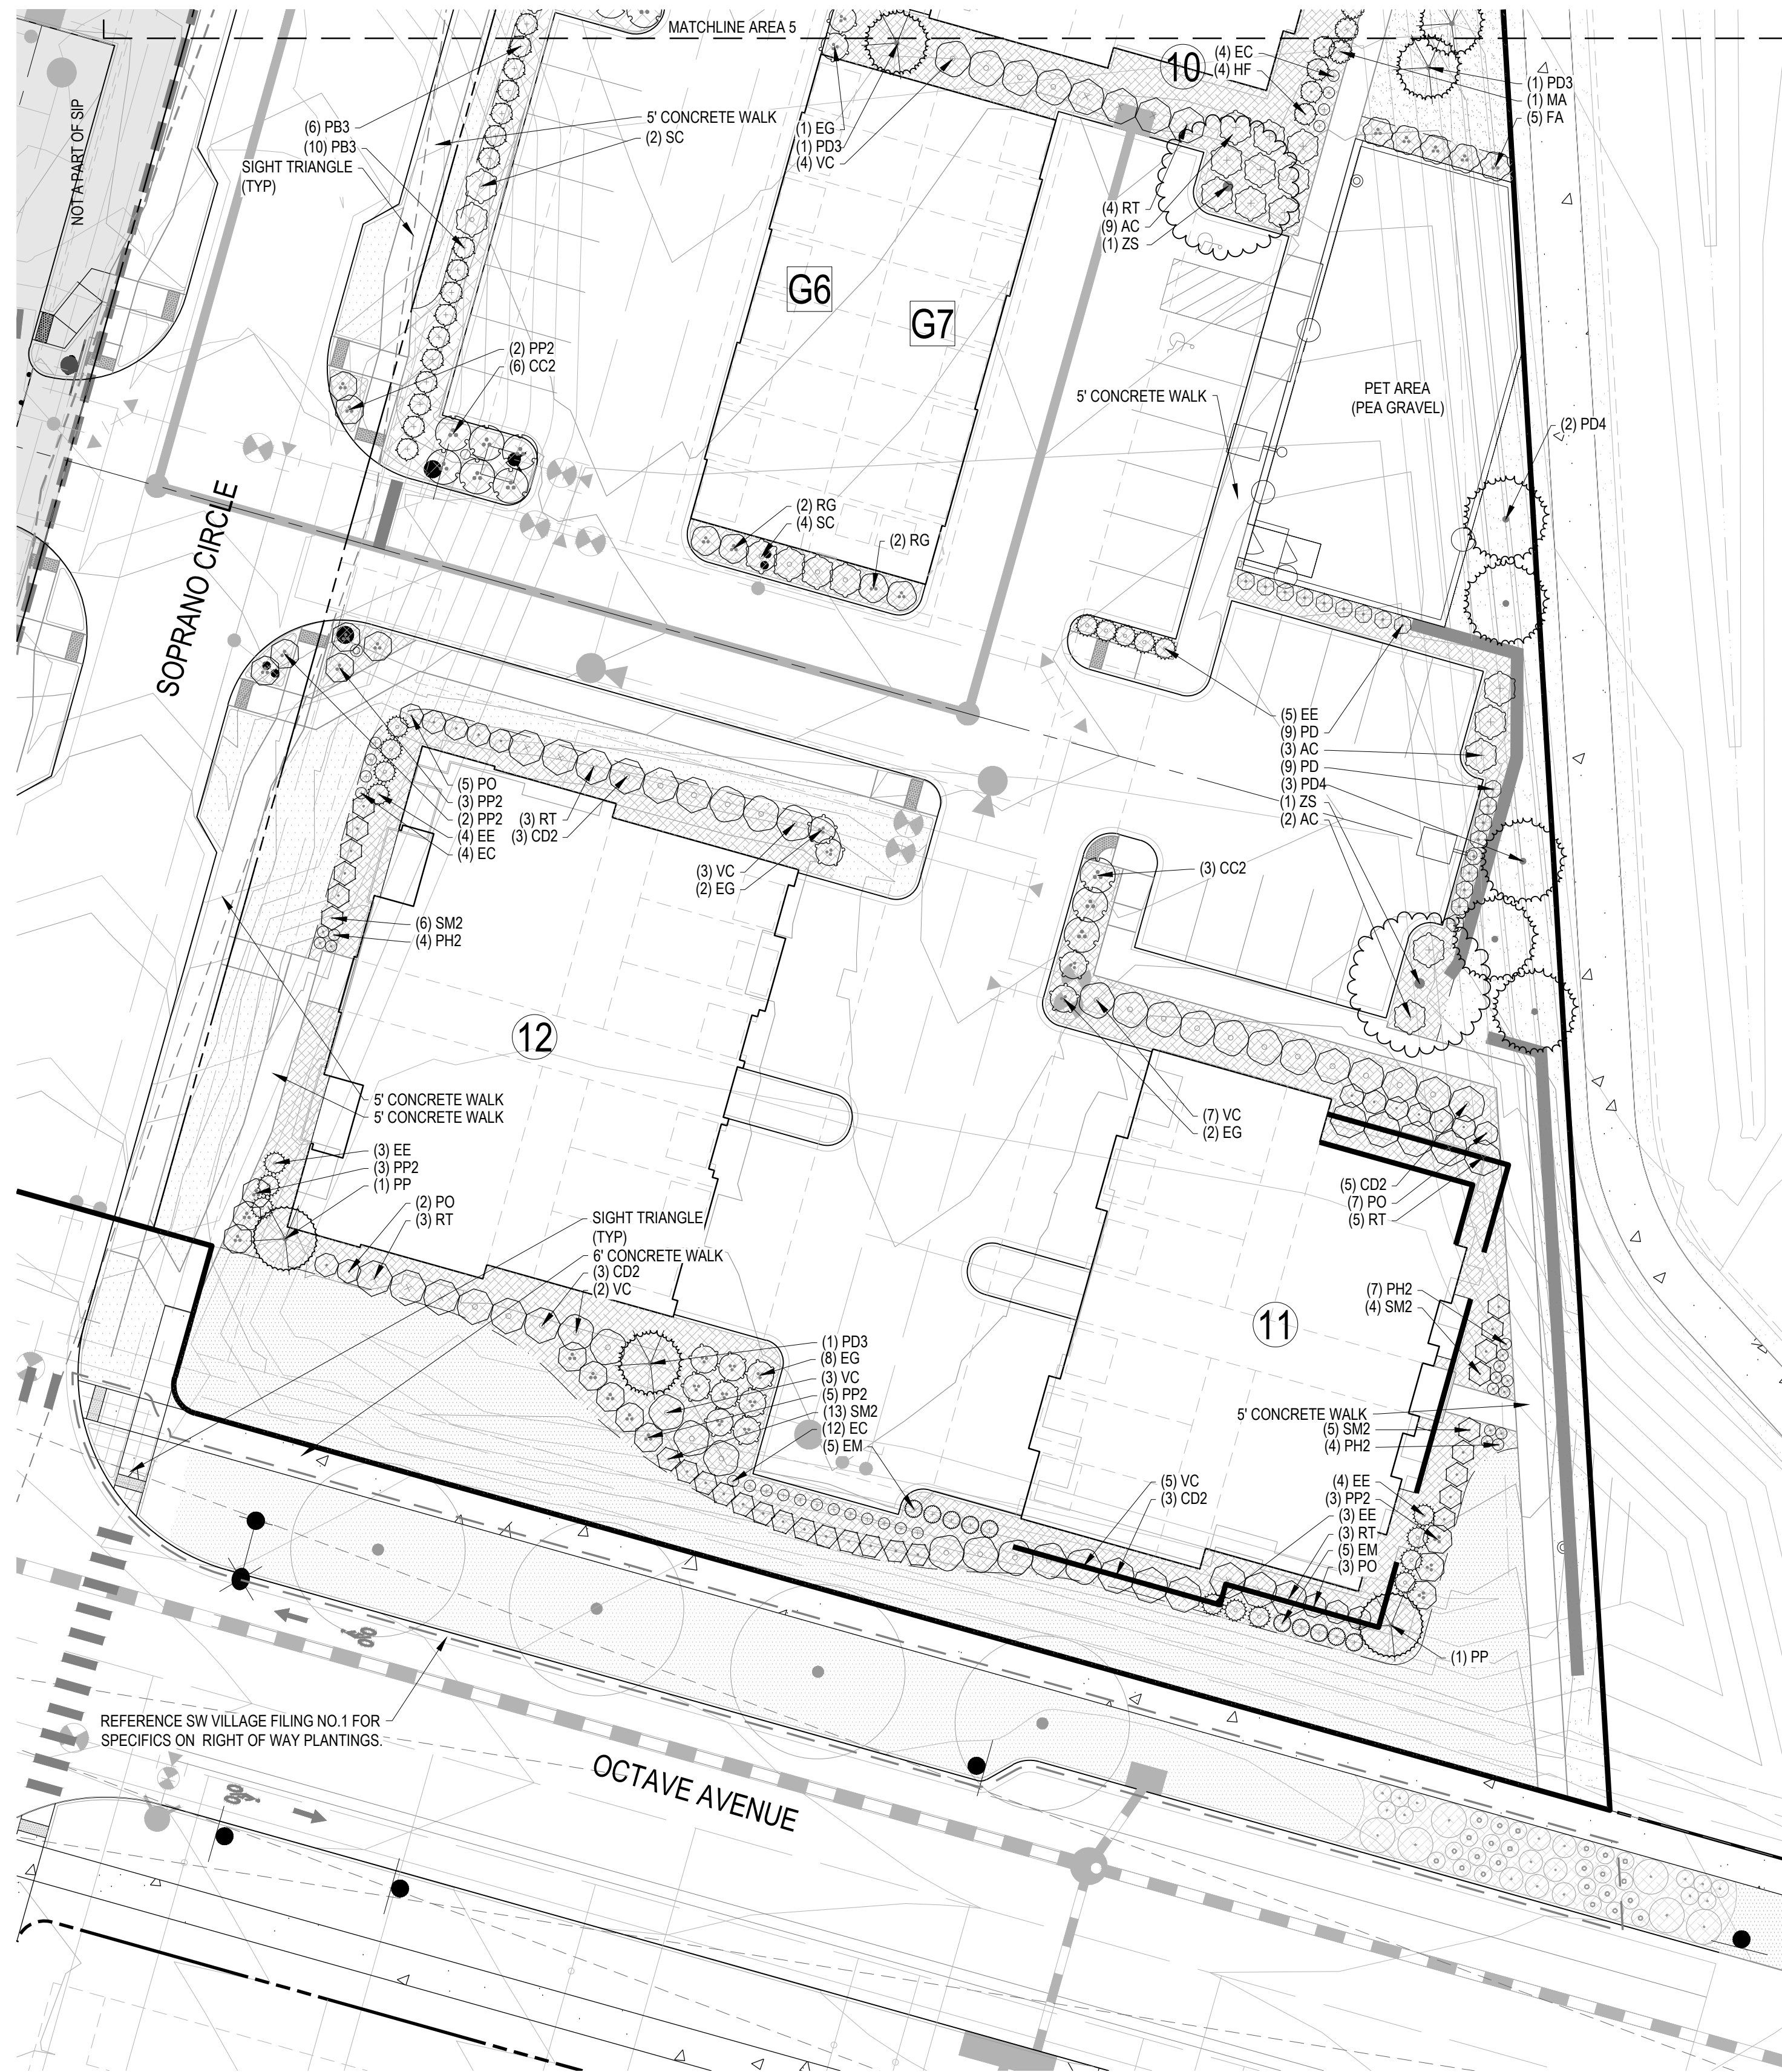 MATCHLINE AREA 5
NOT A PART OF SIP
(6) PB3
(10) PB3
SIGHT TRIANGLE
(TYP)
5' CONCRETE WALK
(2) SC
(1) EG
(1) PD3
(4) VC
10
(4) EC
(4) HF
(1) PD3
(1) MA
(5) FA
(4) RT
(9) AC
(1) ZS
G6
G7
(2) PP2
(6) CC2
5' CONCRETE WALK
PET AREA
(PEA GRAVEL)
(2) PD4
SOPRANO CIRCLE
(2) RG
(4) SC
(2) RG
(5) EE
(9) PD
(3) AC
(9) PD
(3) PD4
(1) ZS
(2) AC
(5) PO
(3) PP2
(2) PP2
(4) EE
(4) EC
(3) RT
(3) CD2
(3) VC
(2) EG
(3) CC2
(6) SM2
(4) PH2
12
5' CONCRETE WALK
5' CONCRETE WALK
(7) VC
(2) EG
(3) EE
(3) PP2
(1) PP
(2) PO
(3) RT
(5) CD2
(7) PO
(5) RT
SIGHT TRIANGLE
(TYP)
6' CONCRETE WALK
(3) CD2
(2) VC
(7) PH2
(4) SM2
11
(1) PD3
(8) EG
(3) VC
(5) PP2
(13) SM2
(12) EC
(5) EM
5' CONCRETE WALK
(5) SM2
(4) PH2
(5) VC
(3) CD2
(4) EE
(3) PP2
(3) EE
(3) RT
(5) EM
(3) PO
(1) PP
REFERENCE SW VILLAGE FILING NO.1 FOR
SPECIFICS ON RIGHT OF WAY PLANTINGS.
OCTAVE AVENUE